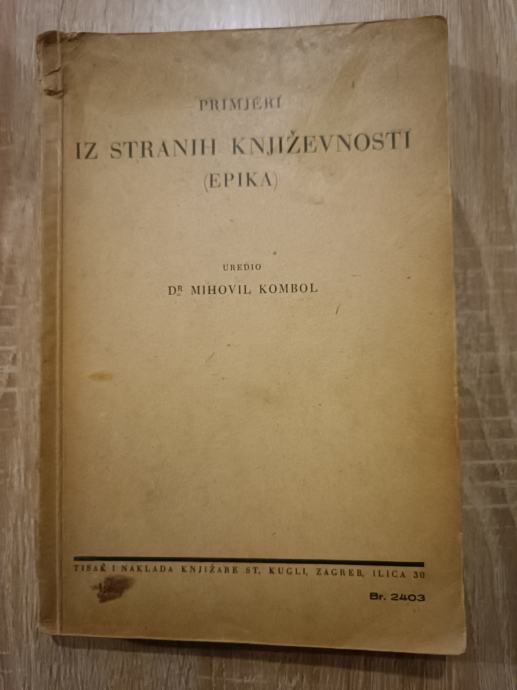 PRIMJERI
IZ STRANIH KNJIŽEVNOSTI
(EPIKA)
UREDIO
DR MIHOVIL KOMBOL
TISAK I NAKLADA KNJIŽARE ST. KUGLI, ZAGREB, ILICA 30
Br. 2403